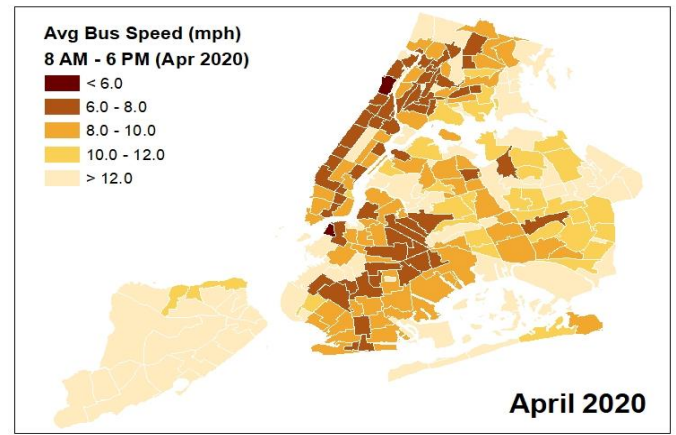 Avg Bus Speed (mph)
8 AM - 6 PM (Apr 2020)
< 6.0
6.0 - 8.0
8.0 - 10.0
10.0 - 12.0
> 12.0
April 2020